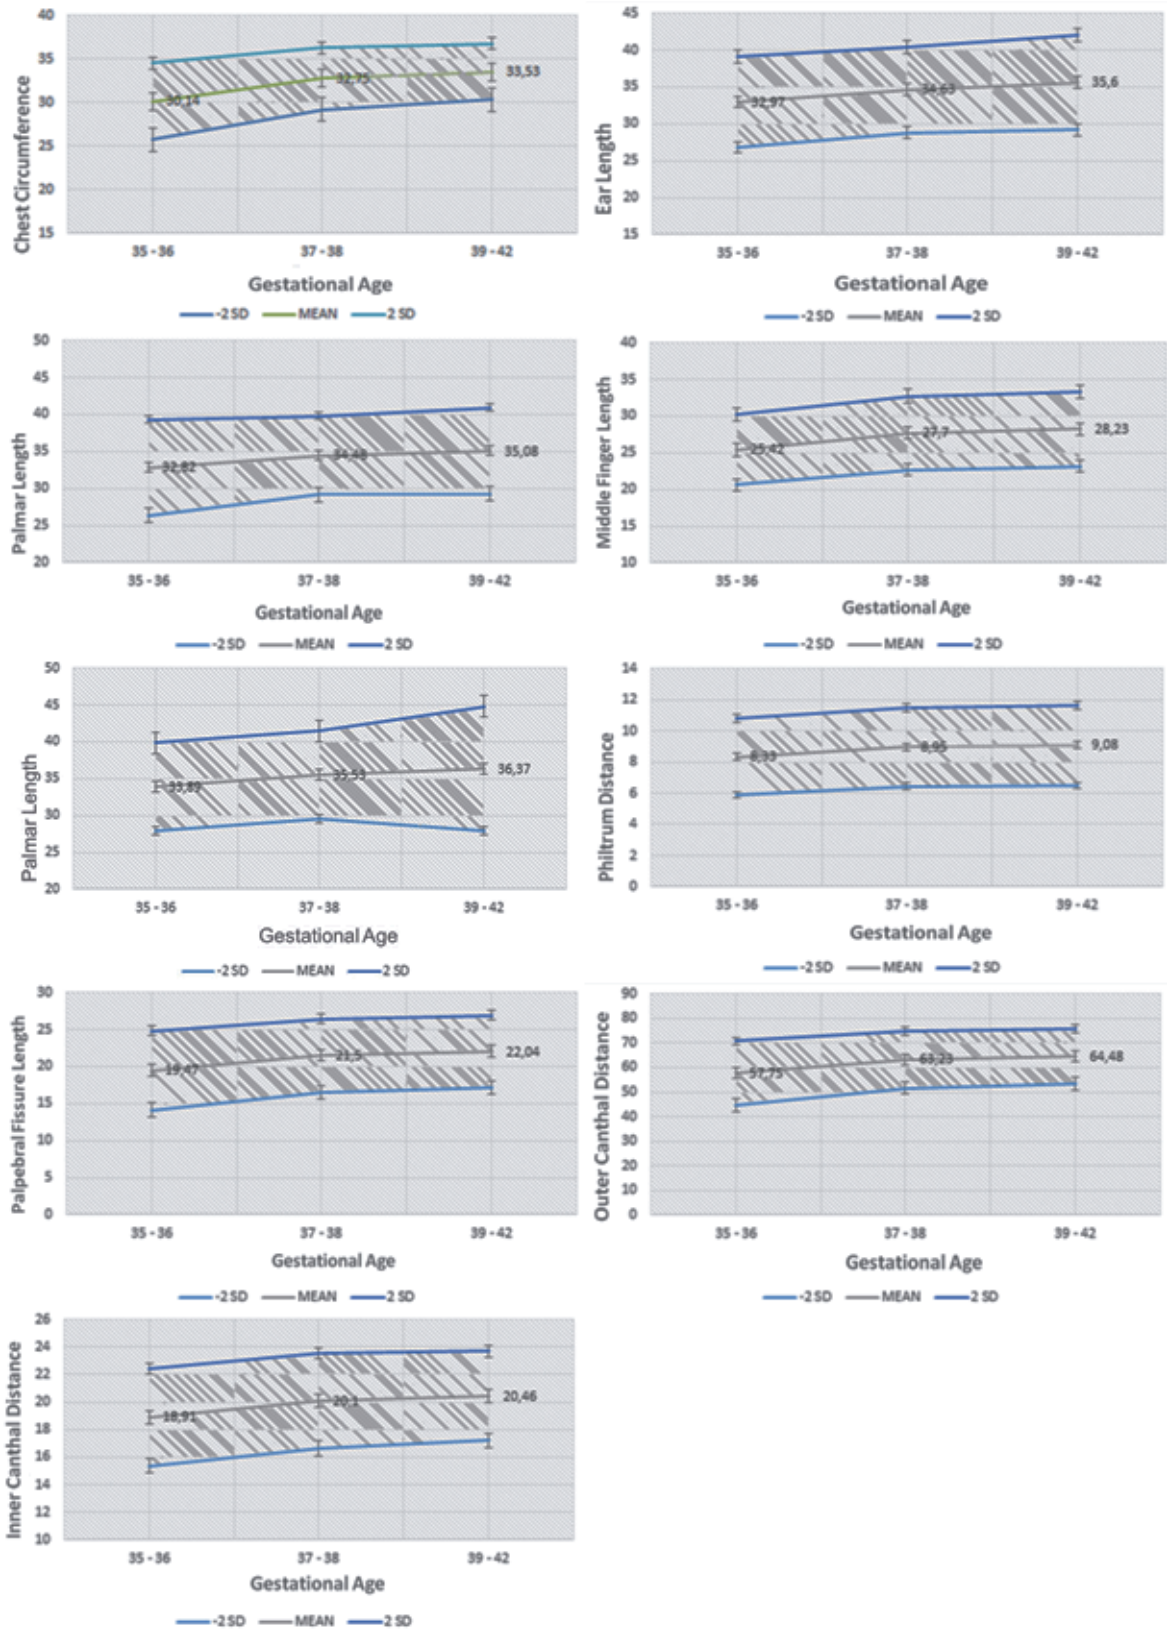 Chest Circumference
40
35
30
25
20
15
30,14
32,75
33,53
35 - 36
37 - 38
39 - 42
Gestational Age
-2 SD MEAN 2 SD
Ear Length
45
40
35
30
25
20
15
32,97
34,63
35,6
35 - 36
37 - 38
39 - 42
Gestational Age
-2 SD MEAN 2 SD
Palmar Length
50
45
40
35
30
25
20
32,82
34,48
35,08
35 - 36
37 - 38
39 - 42
Gestational Age
-2 SD MEAN 2 SD
Middle Finger Length
40
35
30
25
20
15
10
25,42
27,7
28,23
35 - 36
37 - 38
39 - 42
Gestational Age
-2 SD MEAN 2 SD
Palmar Length
50
45
40
35
30
25
20
33,89
35,53
36,37
35 - 36
37 - 38
39 - 42
Gestational Age
-2 SD MEAN 2 SD
Philtrum Distance
14
12
10
8
6
4
2
0
8,33
8,95
9,08
35 - 36
37 - 38
39 - 42
Gestational Age
-2 SD MEAN 2 SD
Palpebral Fissure Length
30
25
20
15
10
5
0
19,47
21,5
22,04
35 - 36
37 - 38
39 - 42
Gestational Age
-2 SD MEAN 2 SD
Outer Canthal Distance
90
80
70
60
50
40
30
20
10
0
57,75
63,23
64,48
35 - 36
37 - 38
39 - 42
Gestational Age
-2 SD MEAN 2 SD
Inner Canthal Distance
26
24
22
20
18
16
14
12
10
18,91
20,1
20,46
35 - 36
37 - 38
39 - 42
Gestational Age
-2 SD MEAN 2 SD